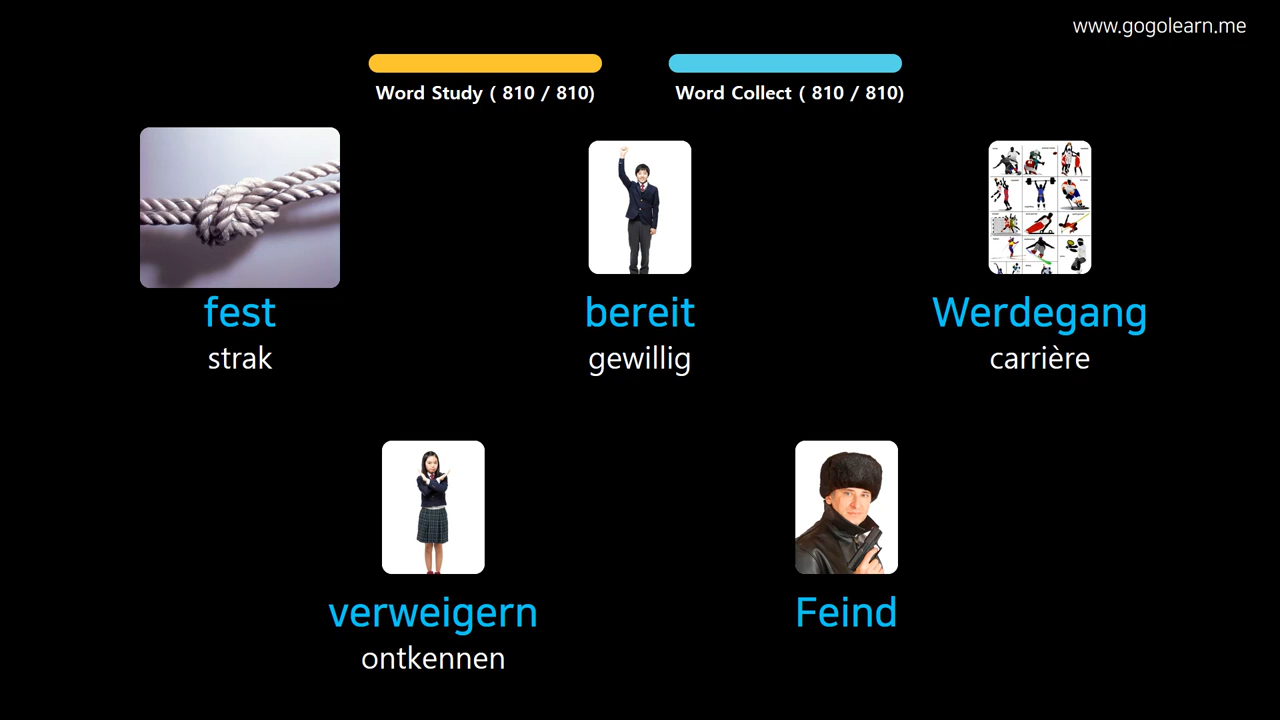 www.gogolearn.me
Word Study ( 810 / 810)
Word Collect ( 810 / 810)
fest
strak
bereit
gewillig
Werdegang
carrière
verweigern
ontkennen
Feind